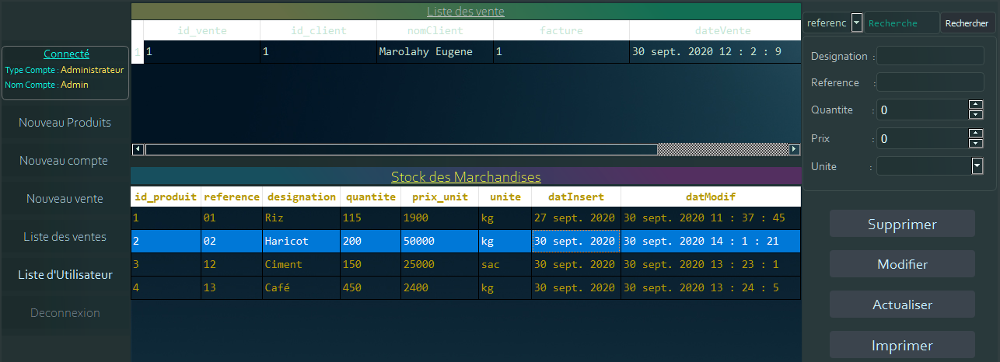 Connecté
Type Compte : Administrateur
Nom Compte : Admin
Nouveau Produits
Nouveau compte
Nouveau vente
Liste des ventes
Liste d'Utilisateur
Deconnexion
Liste des vente
id_vente id_client nomClient facture dateVente
1 1 1 Marolahy Eugene 1 30 sept. 2020 12 : 2 : 9
Stock des Marchandises
id_produit reference designation quantite prix_unit unite datInsert datModif
1 01 Riz 115 1900 kg 27 sept. 2020 30 sept. 2020 11 : 37 : 45
2 02 Haricot 200 50000 kg 30 sept. 2020 30 sept. 2020 14 : 1 : 21
3 12 Ciment 150 25000 sac 30 sept. 2020 30 sept. 2020 13 : 23 : 1
4 13 Café 450 2400 kg 30 sept. 2020 30 sept. 2020 13 : 24 : 5
referenc Recherche Rechercher
Designation :
Reference :
Quantite : 0
Prix : 0
Unite :
Supprimer
Modifier
Actualiser
Imprimer